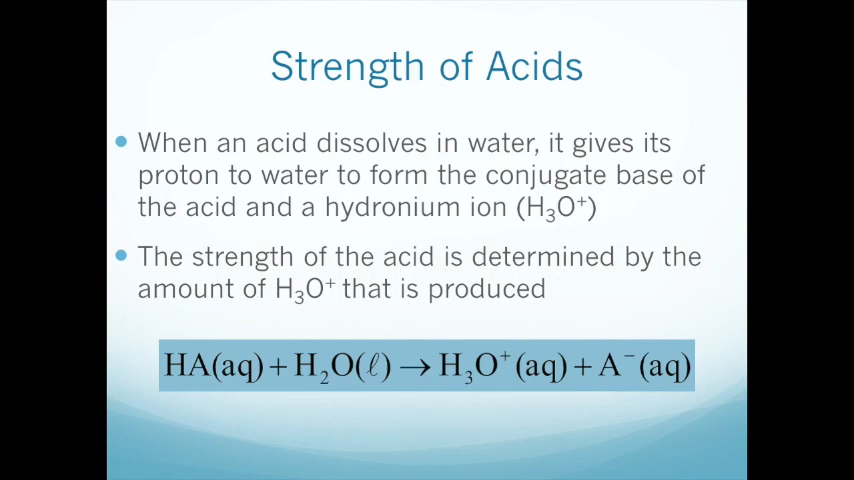 Strength of Acids
• When an acid dissolves in water, it gives its
proton to water to form the conjugate base of
the acid and a hydronium ion (H₃O⁺)
• The strength of the acid is determined by the
amount of H₃O⁺ that is produced
HA(aq) + H₂O(ℓ) → H₃O⁺(aq) + A⁻(aq)